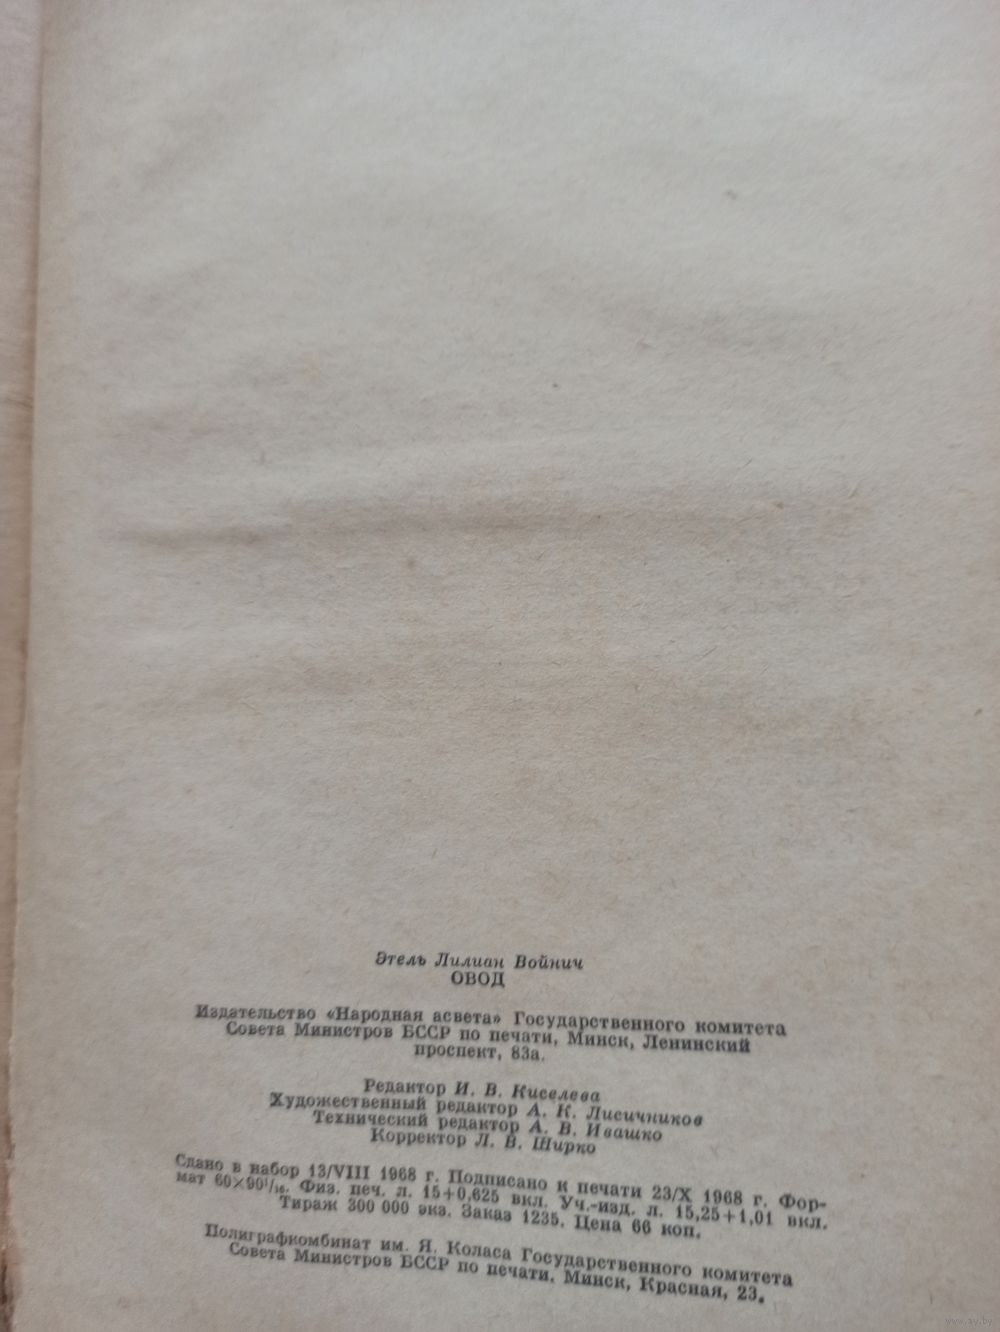 Этель Лилиан Войнич
ОВОД
Издательство «Народная асвета» Государственного комитета
Совета Министров БССР по печати, Минск, Ленинский
проспект, 83а.
Редактор И. В. Киселева
Художественный редактор А. К. Лисичников
Технический редактор А. В. Ивашко
Корректор Л. В. Ширко
Сдано в набор 13/VIII 1968 г. Подписано к печати 23/X 1968 г. Фор-
мат 60×90¹/₁₆. Физ. печ. л. 15+0,625 вкл. Уч.-изд. л. 15,25+1,01 вкл.
Тираж 300 000 экз. Заказ 1235. Цена 66 коп.
Полиграфкомбинат им. Я. Коласа Государственного комитета
Совета Министров БССР по печати. Минск, Красная, 23.
www.ay.by